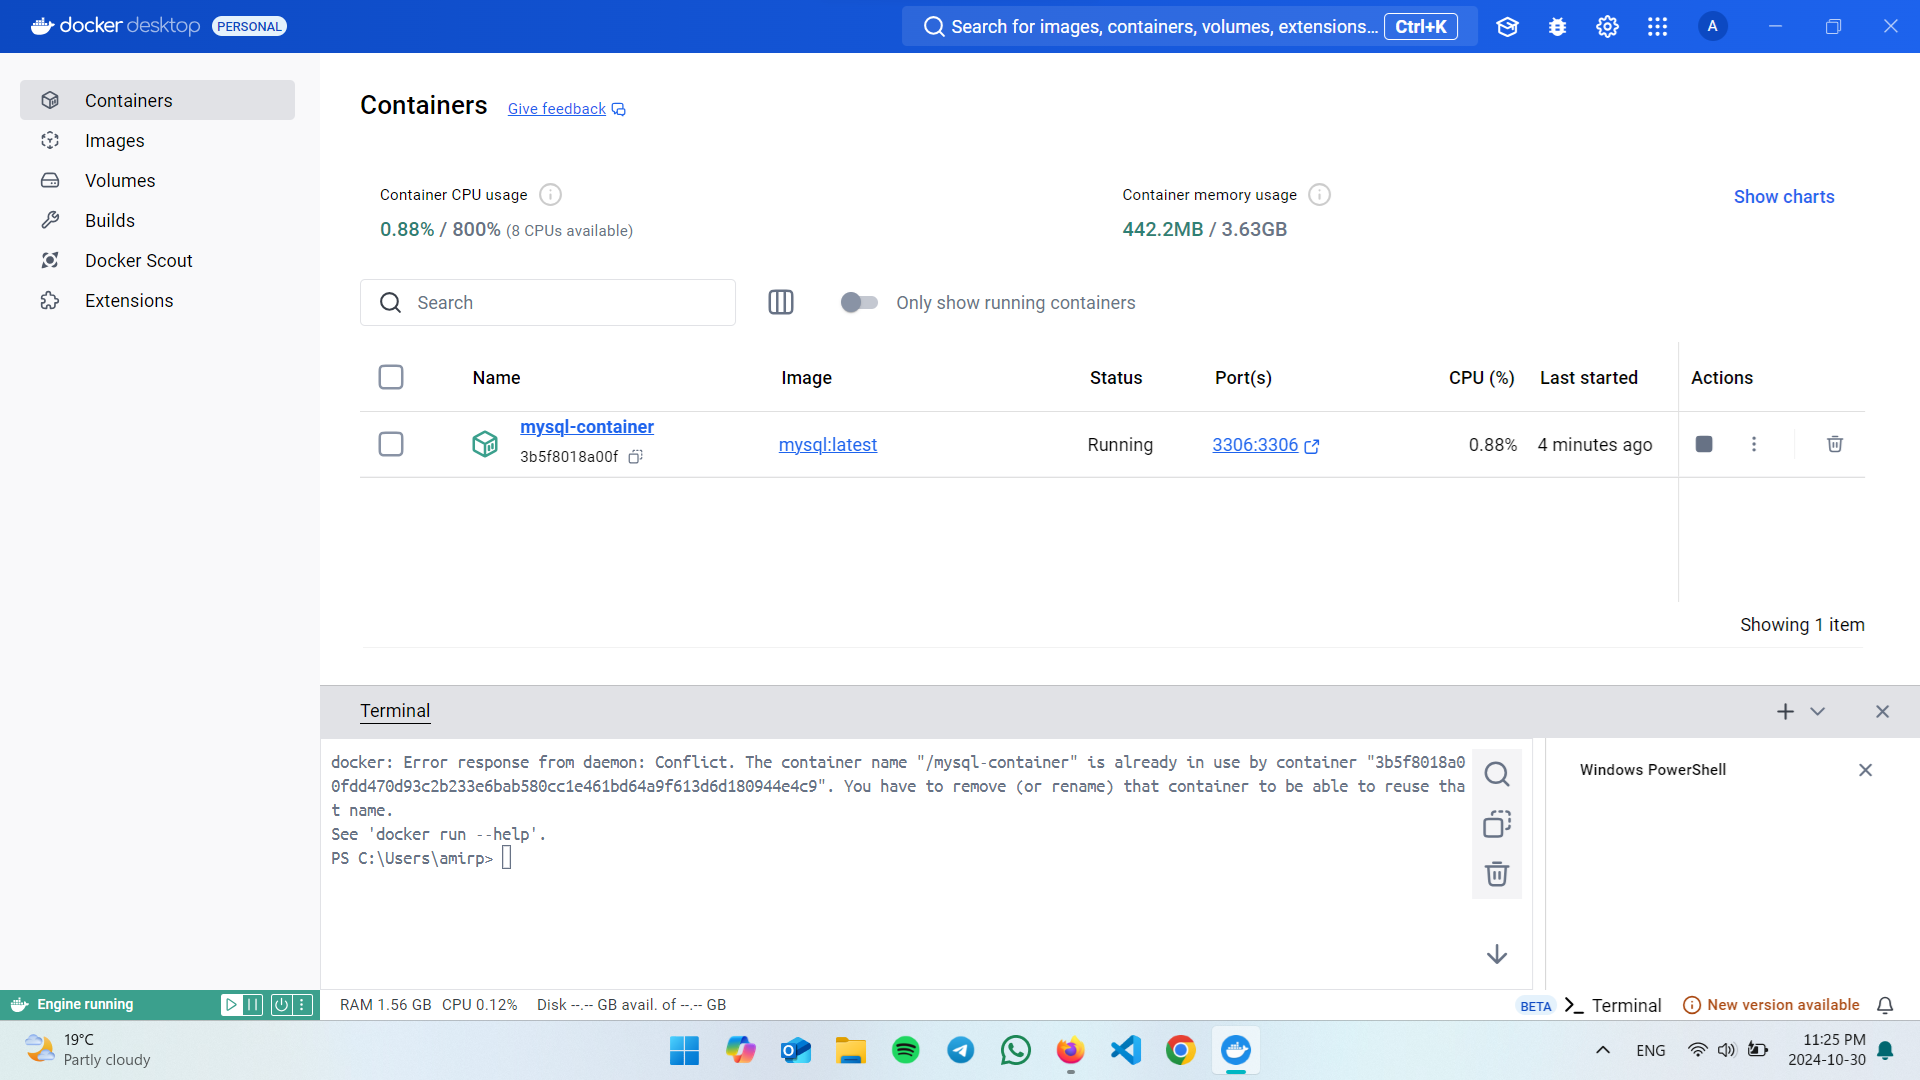 docker desktop PERSONAL
Search for images, containers, volumes, extensions... Ctrl+K
A
Containers
Images
Volumes
Builds
Docker Scout
Extensions
Containers Give feedback
Container CPU usage
0.88% / 800% (8 CPUs available)
Container memory usage
442.2MB / 3.63GB
Show charts
Search
Only show running containers
Name Image Status Port(s) CPU (%) Last started Actions
mysql-container
3b5f8018a00f
mysql:latest Running 3306:3306 0.88% 4 minutes ago
Showing 1 item
Terminal
docker: Error response from daemon: Conflict. The container name "/mysql-container" is already in use by container "3b5f8018a0
0fdd470d93c2b233e6bab580cc1e461bd64a9f613d6d180944e4c9". You have to remove (or rename) that container to be able to reuse tha
t name.
See 'docker run --help'.
PS C:\Users\amirp>
Windows PowerShell
Engine running
RAM 1.56 GB CPU 0.12% Disk --.-- GB avail. of --.-- GB
BETA Terminal New version available
19°C
Partly cloudy
ENG
11:25 PM
2024-10-30